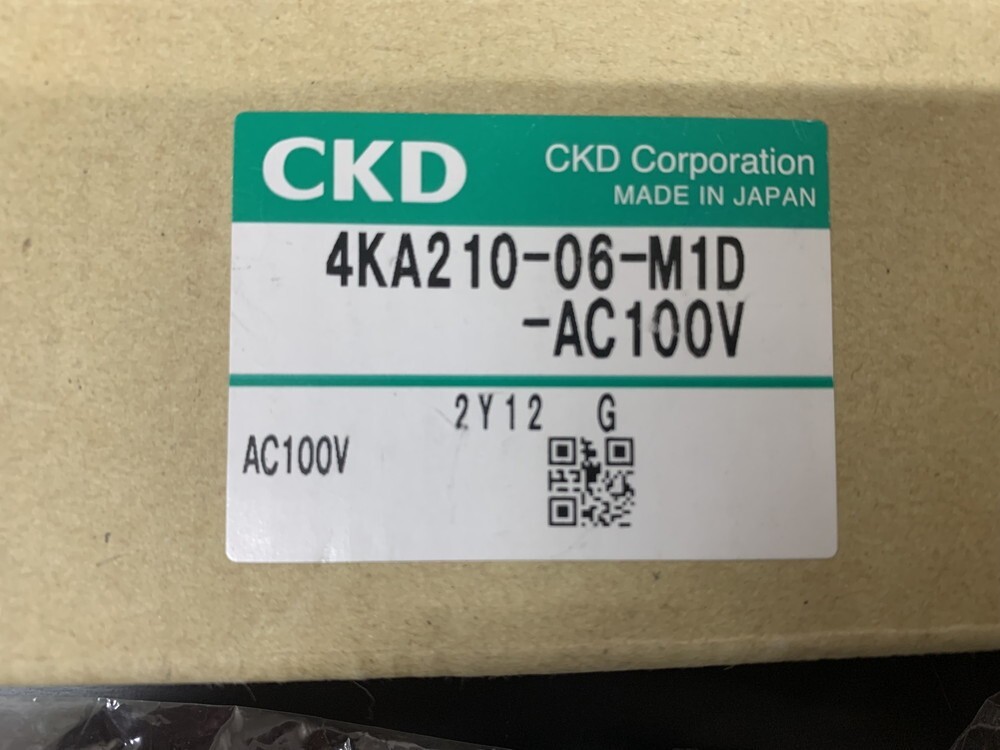 CKD
CKD Corporation
MADE IN JAPAN
4KA210-06-M1D
-AC100V
2Y12 G
AC100V